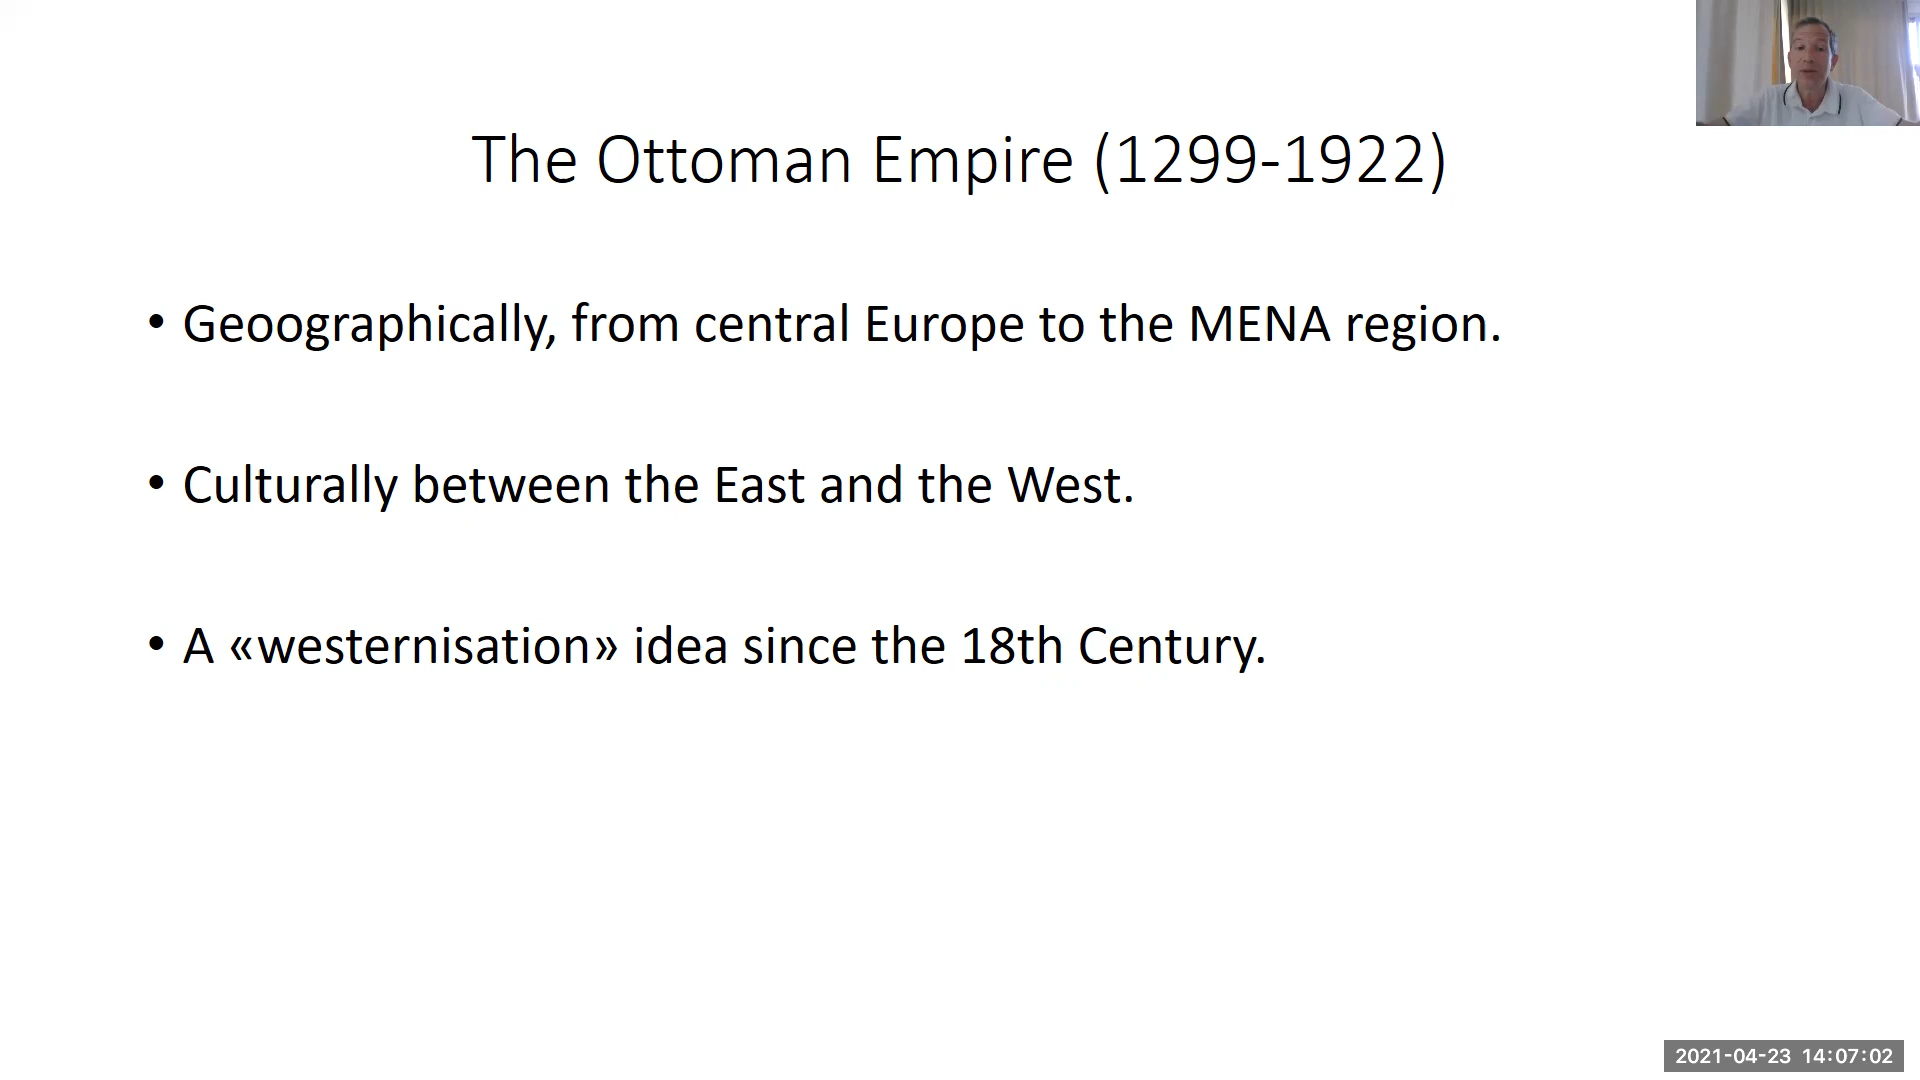 The Ottoman Empire (1299-1922)
• Geoographically, from central Europe to the MENA region.
• Culturally between the East and the West.
• A «westernisation» idea since the 18th Century.
2021-04-23 14:07:02